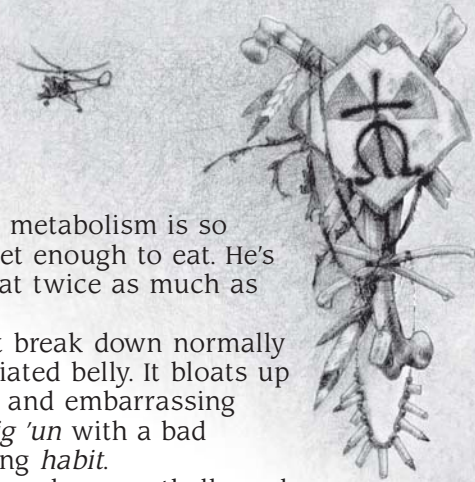 metabolism is so
et enough to eat. He's
at twice as much as
t break down normally
iated belly. It bloats up
and embarrassing
ig 'un with a bad
ng habit.